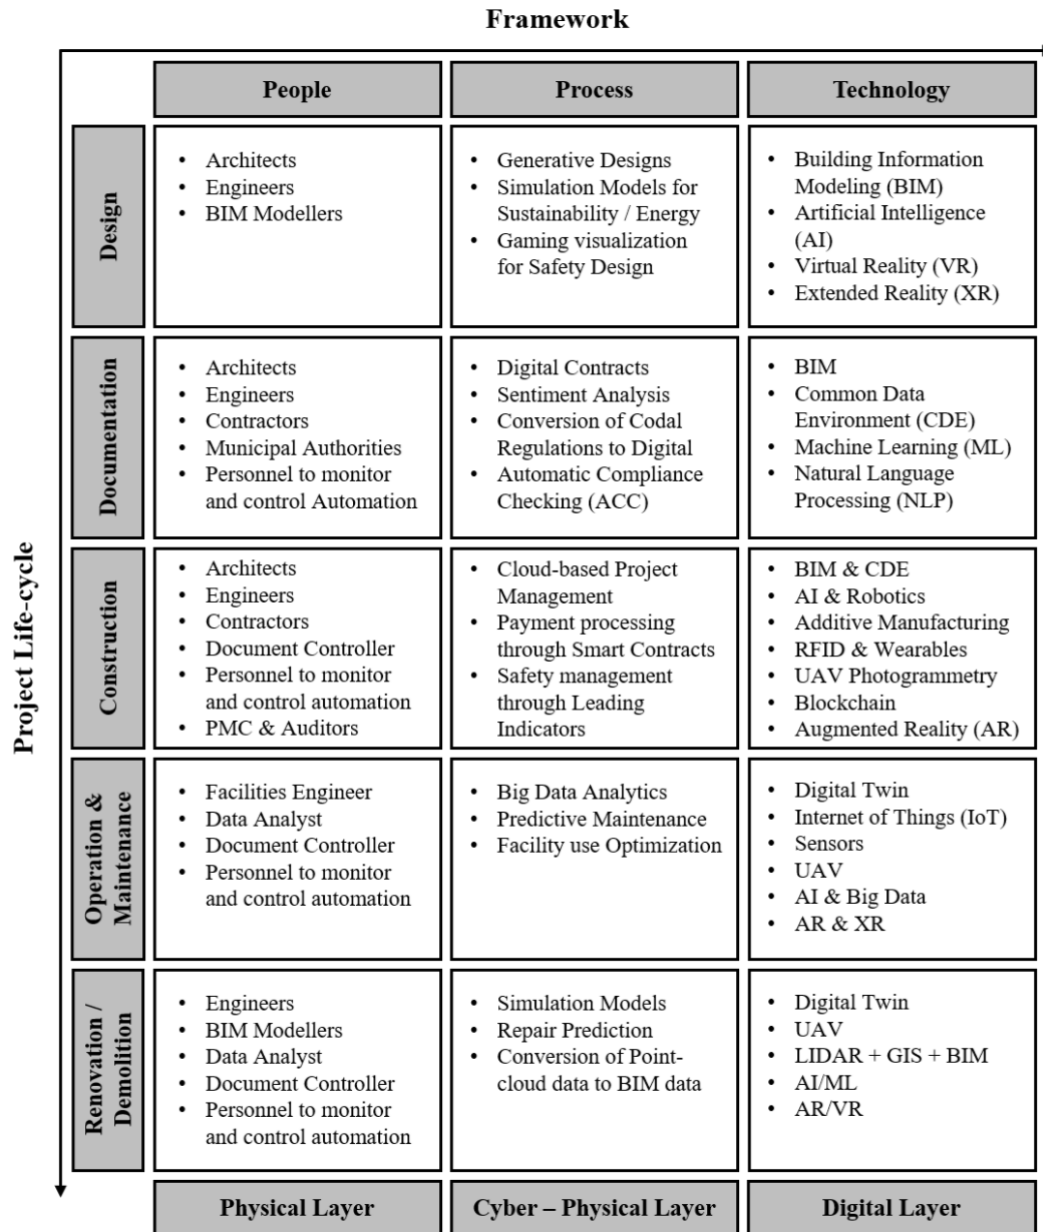 Framework
People
Process
Technology
Project Life-cycle
Design
• Architects
• Engineers
• BIM Modellers
• Generative Designs
• Simulation Models for
Sustainability / Energy
• Gaming visualization
for Safety Design
• Building Information
Modeling (BIM)
• Artificial Intelligence
(AI)
• Virtual Reality (VR)
• Extended Reality (XR)
Documentation
• Architects
• Engineers
• Contractors
• Municipal Authorities
• Personnel to monitor
and control Automation
• Digital Contracts
• Sentiment Analysis
• Conversion of Codal
Regulations to Digital
• Automatic Compliance
Checking (ACC)
• BIM
• Common Data
Environment (CDE)
• Machine Learning (ML)
• Natural Language
Processing (NLP)
Construction
• Architects
• Engineers
• Contractors
• Document Controller
• Personnel to monitor
and control automation
• PMC & Auditors
• Cloud-based Project
Management
• Payment processing
through Smart Contracts
• Safety management
through Leading
Indicators
• BIM & CDE
• AI & Robotics
• Additive Manufacturing
• RFID & Wearables
• UAV Photogrammetry
• Blockchain
• Augmented Reality (AR)
Operation &
Maintenance
• Facilities Engineer
• Data Analyst
• Document Controller
• Personnel to monitor
and control automation
• Big Data Analytics
• Predictive Maintenance
• Facility use Optimization
• Digital Twin
• Internet of Things (IoT)
• Sensors
• UAV
• AI & Big Data
• AR & XR
Renovation /
Demolition
• Engineers
• BIM Modellers
• Data Analyst
• Document Controller
• Personnel to monitor
and control automation
• Simulation Models
• Repair Prediction
• Conversion of Point-
cloud data to BIM data
• Digital Twin
• UAV
• LIDAR + GIS + BIM
• AI/ML
• AR/VR
Physical Layer
Cyber – Physical Layer
Digital Layer